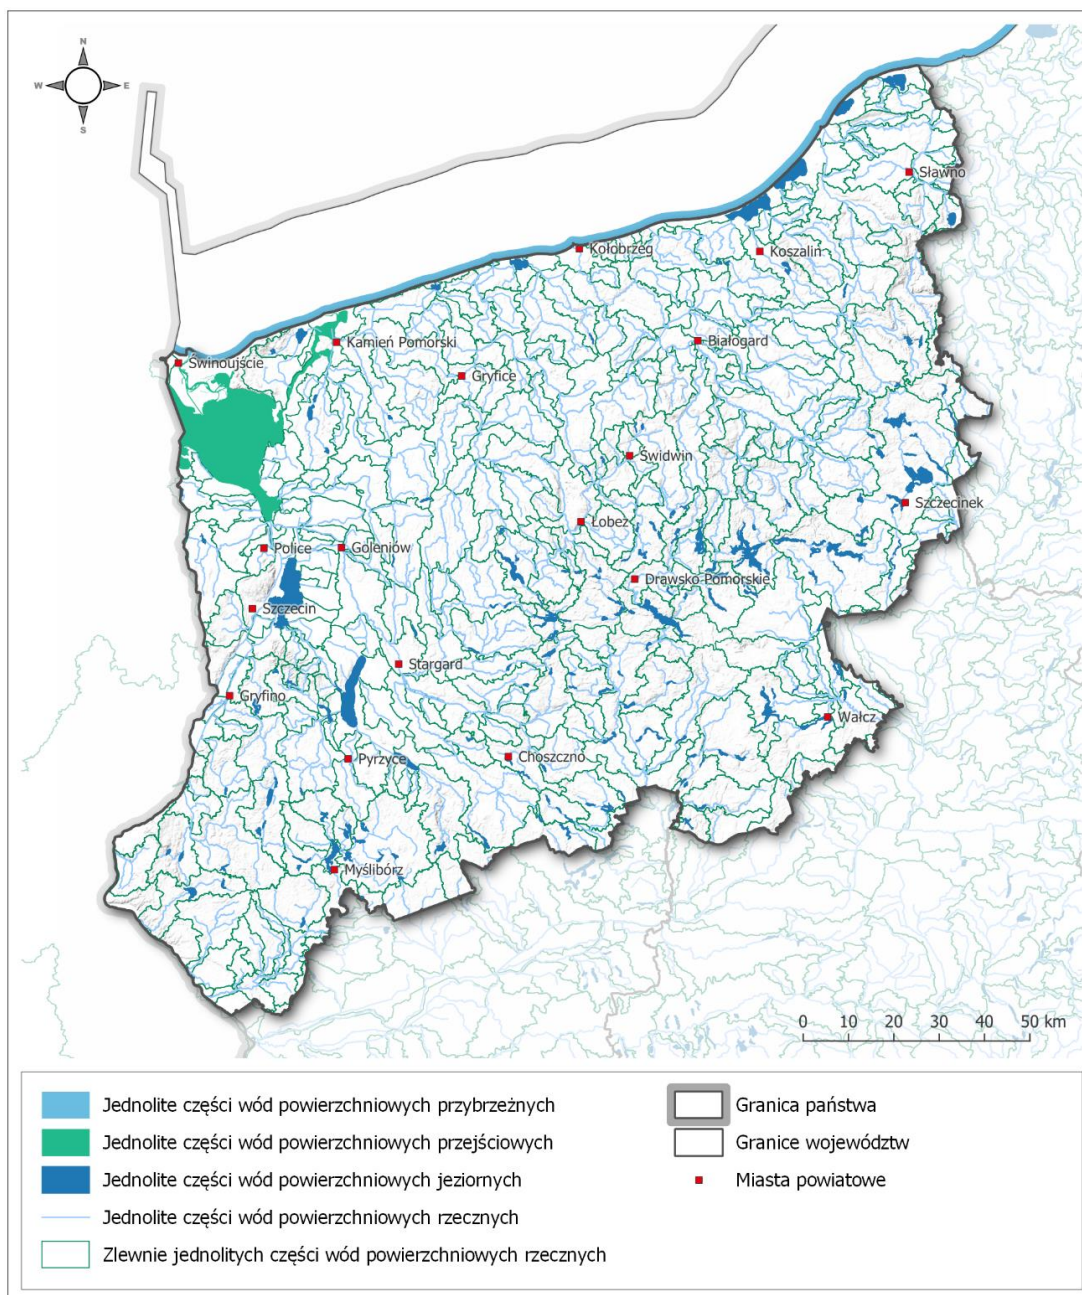 N
W E
S
Sławno
Kołobrzeg
Koszalin
Kamień Pomorski
Białogard
Świnoujście
Gryfice
Świdwin
Szczecinek
Łobez
Police
Goleniów
Drawsko Pomorskie
Szczecin
Stargard
Gryfino
Wałcz
Pyrzyce
Choszczno
Myślibórz
0 10 20 30 40 50 km
Jednolite części wód powierzchniowych przybrzeżnych
Jednolite części wód powierzchniowych przejściowych
Jednolite części wód powierzchniowych jeziornych
Jednolite części wód powierzchniowych rzecznych
Zlewnie jednolitych części wód powierzchniowych rzecznych
Granica państwa
Granice województw
Miasta powiatowe